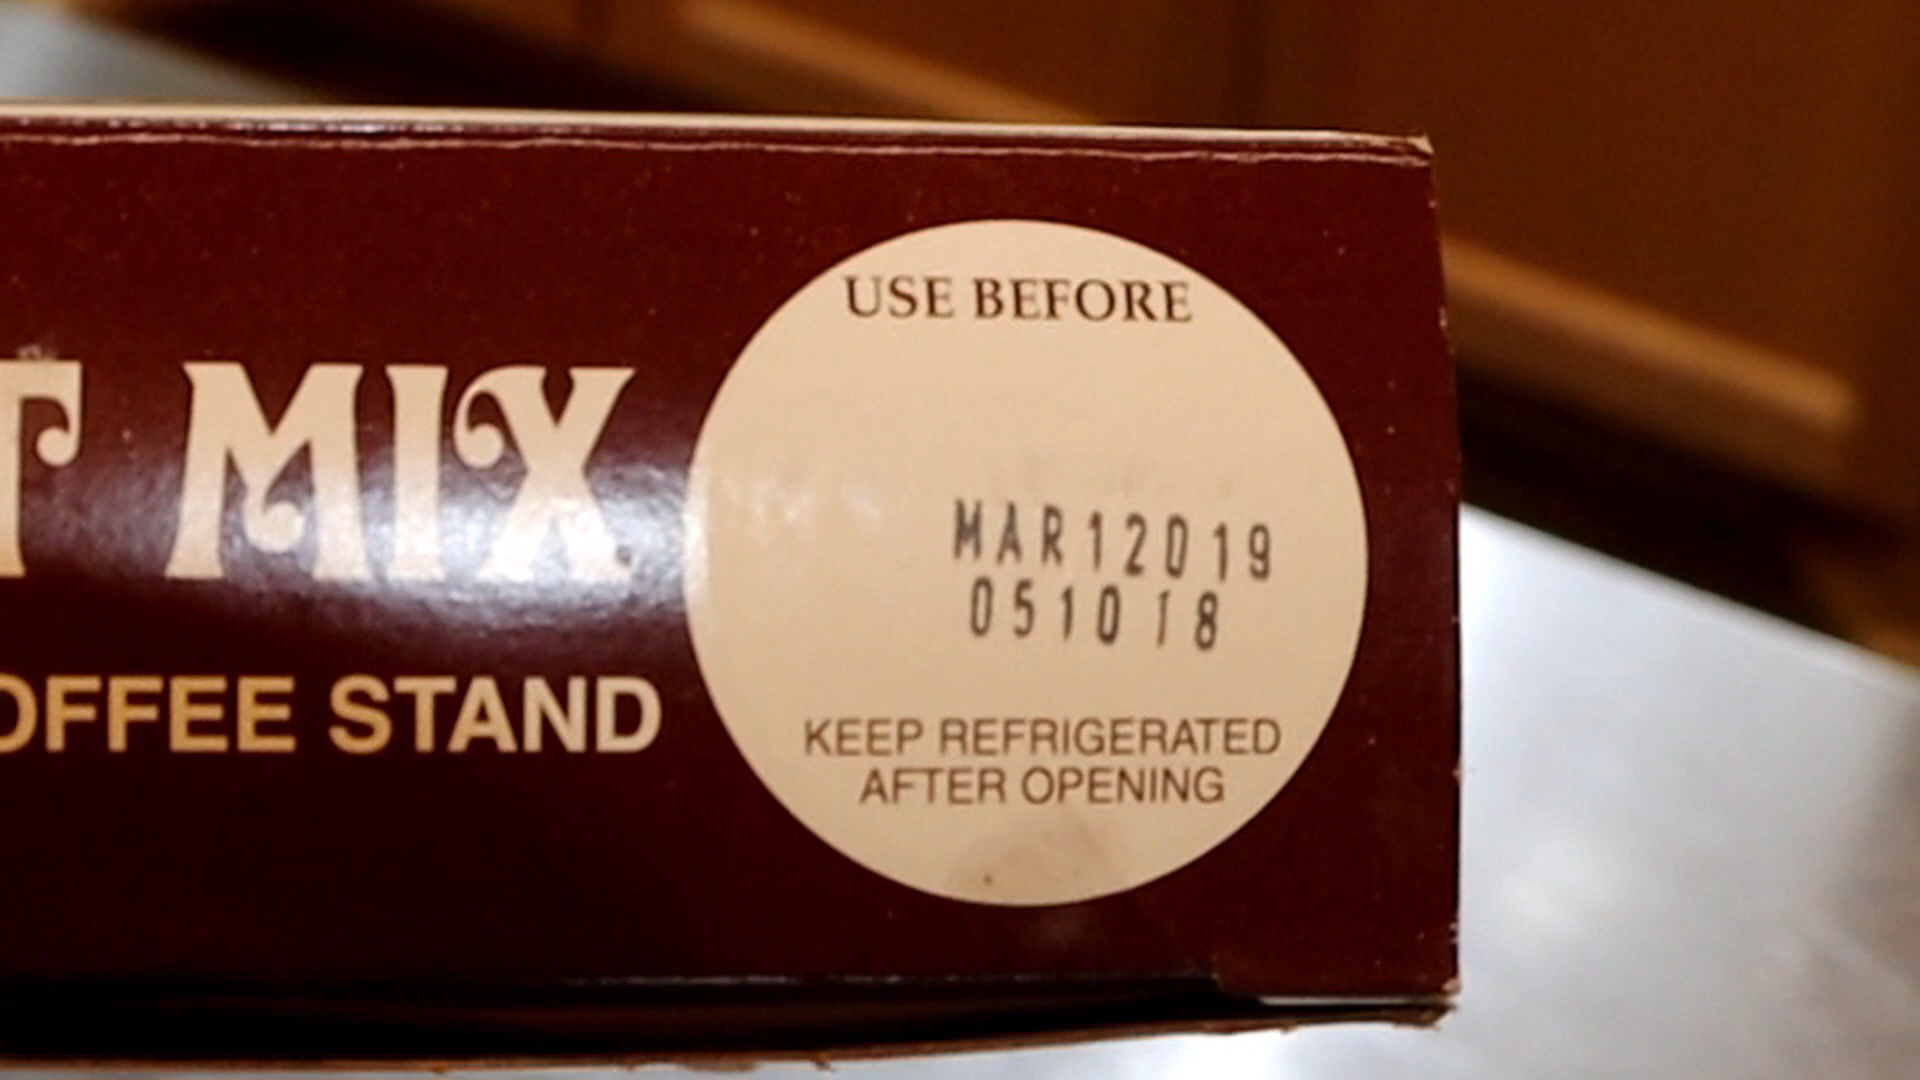 USE BEFORE
T MIX
MAR12019
051018
OFFEE STAND
KEEP REFRIGERATED
AFTER OPENING